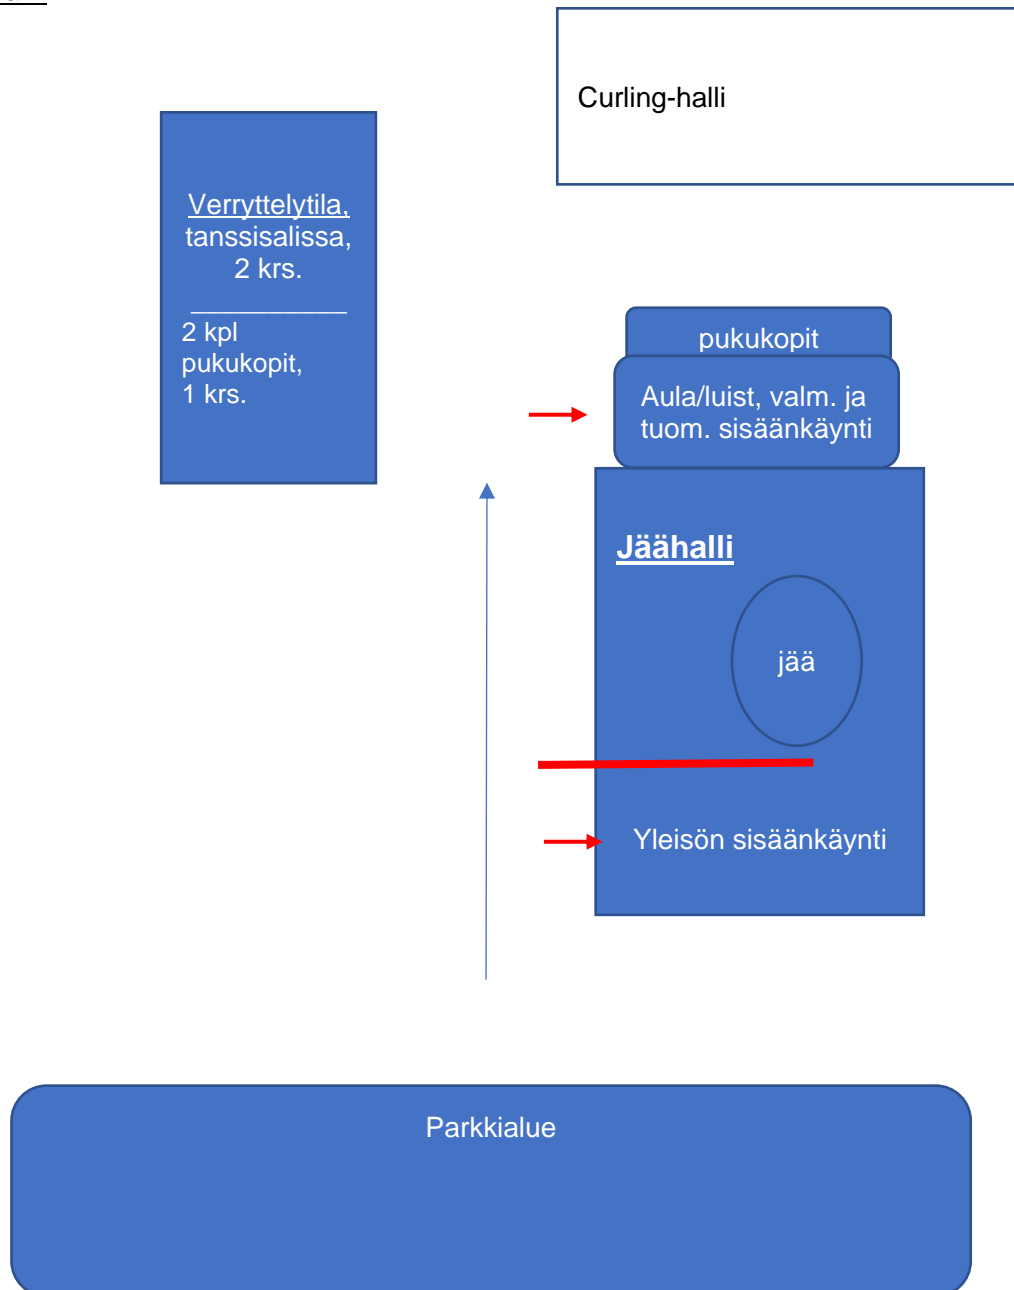 Curling-halli
Verryttelytila,
tanssisalissa,
2 krs.
2 kpl
pukukopit,
1 krs.
pukukopit
Aula/luist, valm. ja
tuom. sisäänkäynti
Jäähalli
jää
Yleisön sisäänkäynti
Parkkialue